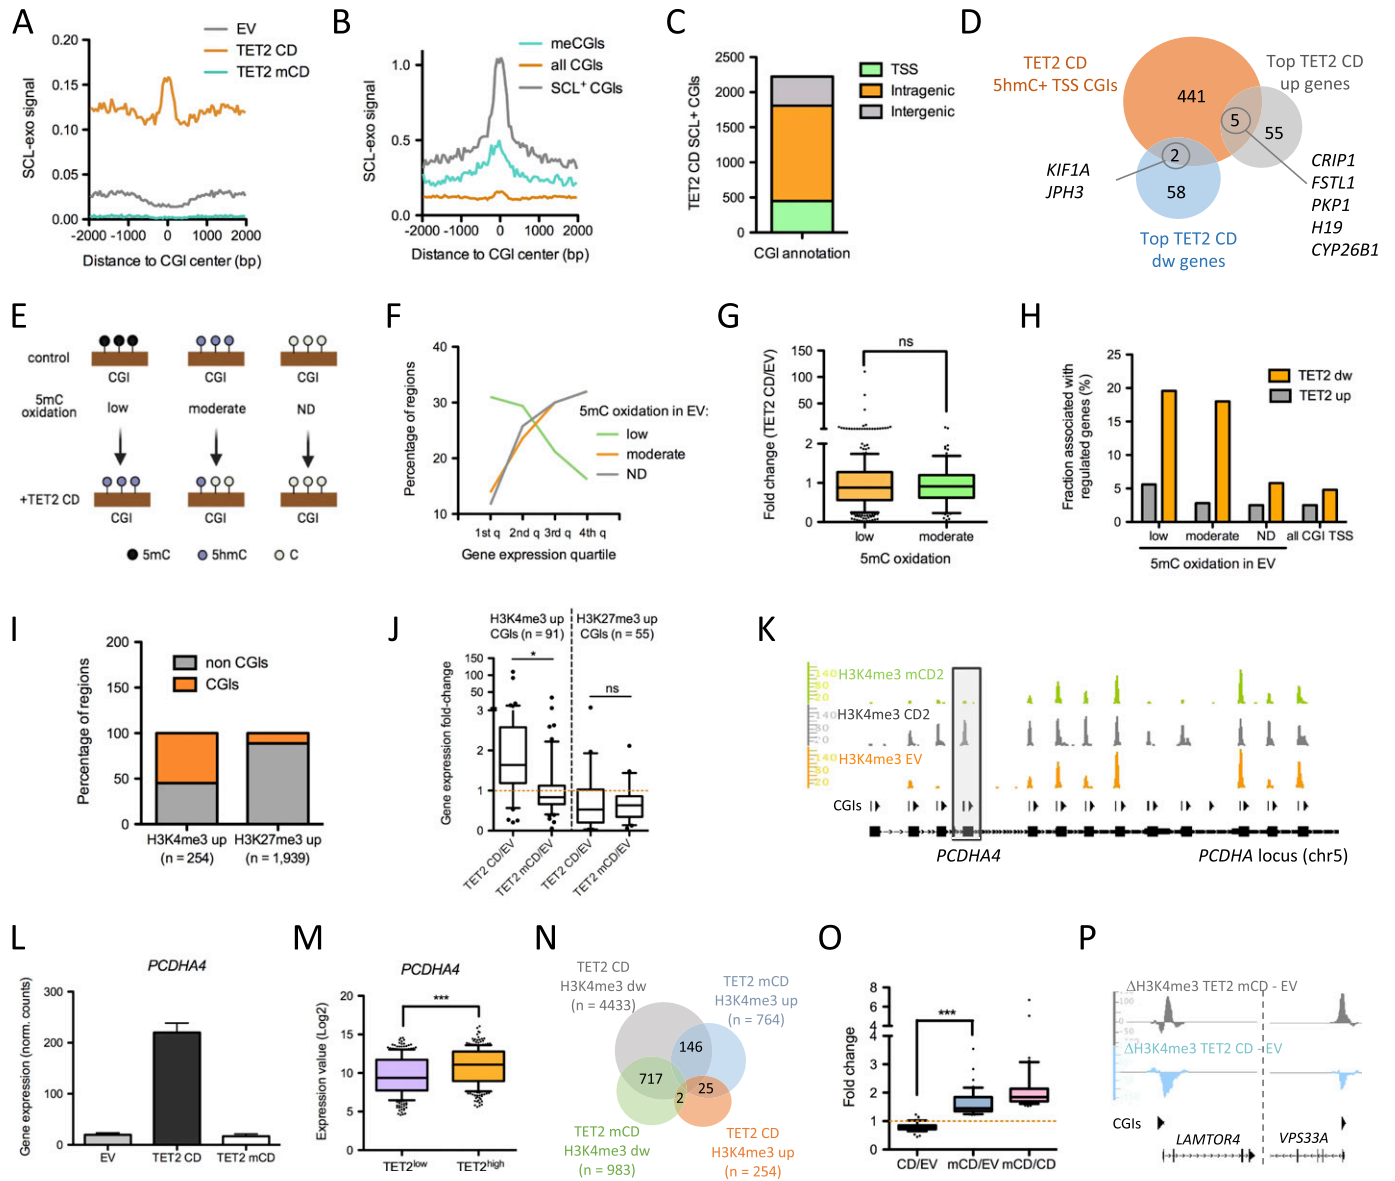 A
EV
TET2 CD
TET2 mCD
SCL-exo signal
0.20
0.15
0.10
0.05
0.00
-2000 -1000 0 1000 2000
Distance to CGI center (bp)
B
meCGIs
all CGIs
SCL+ CGIs
SCL-exo signal
1.0
0.5
0.0
-2000 -1000 0 1000 2000
Distance to CGI center (bp)
C
TET2 CD SCL+ CGIs
2500
2000
1500
1000
500
0
TSS
Intragenic
Intergenic
CGI annotation
D
TET2 CD
5hmC+ TSS CGIs
Top TET2 CD
up genes
441
5
55
2
58
KIF1A
JPH3
CRIP1
FSTL1
PKP1
H19
CYP26B1
Top TET2 CD
dw genes
E
control
CGI CGI CGI
5mC
oxidation
low moderate ND
+TET2 CD
CGI CGI CGI
5mC 5hmC C
F
Percentage of regions
40
30
20
10
5mC oxidation in EV:
low
moderate
ND
1st q 2nd q 3rd q 4th q
Gene expression quartile
G
Fold change (TET2 CD/EV)
150
100
50
2
1
0
ns
low moderate
5mC oxidation
H
Fraction associated with
regulated genes (%)
25
20
15
10
5
0
TET2 dw
TET2 up
low moderate ND all CGI TSS
5mC oxidation in EV
I
Percentage of regions
200
150
100
50
0
non CGIs
CGIs
H3K4me3 up
(n = 254)
H3K27me3 up
(n = 1,939)
J
H3K4me3 up
CGIs (n = 91)
H3K27me3 up
CGIs (n = 55)
Gene expression fold-change
150
100
50
3
2
1
0
*
ns
TET2 CD/EV
TET2 mCD/EV
TET2 CD/EV
TET2 mCD/EV
K
140
80
20
H3K4me3 mCD2
140
80
20
H3K4me3 CD2
140
80
20
H3K4me3 EV
CGIs
PCDHA4
PCDHA locus (chr5)
L
PCDHA4
Gene expression (norm. counts)
300
200
100
0
EV TET2 CD TET2 mCD
M
PCDHA4
Expression value (Log2)
20
15
10
5
0
***
TET2low TET2high
N
TET2 CD
H3K4me3 dw
(n = 4433)
TET2 mCD
H3K4me3 up
(n = 764)
146
717
25
2
TET2 mCD
H3K4me3 dw
(n = 983)
TET2 CD
H3K4me3 up
(n = 254)
O
Fold change
8
6
4
4
3
2
1
0
***
CD/EV mCD/EV mCD/CD
P
ΔH3K4me3 TET2 mCD - EV
100
50
-50
ΔH3K4me3 TET2 CD - EV
CGIs
LAMTOR4
VPS33A